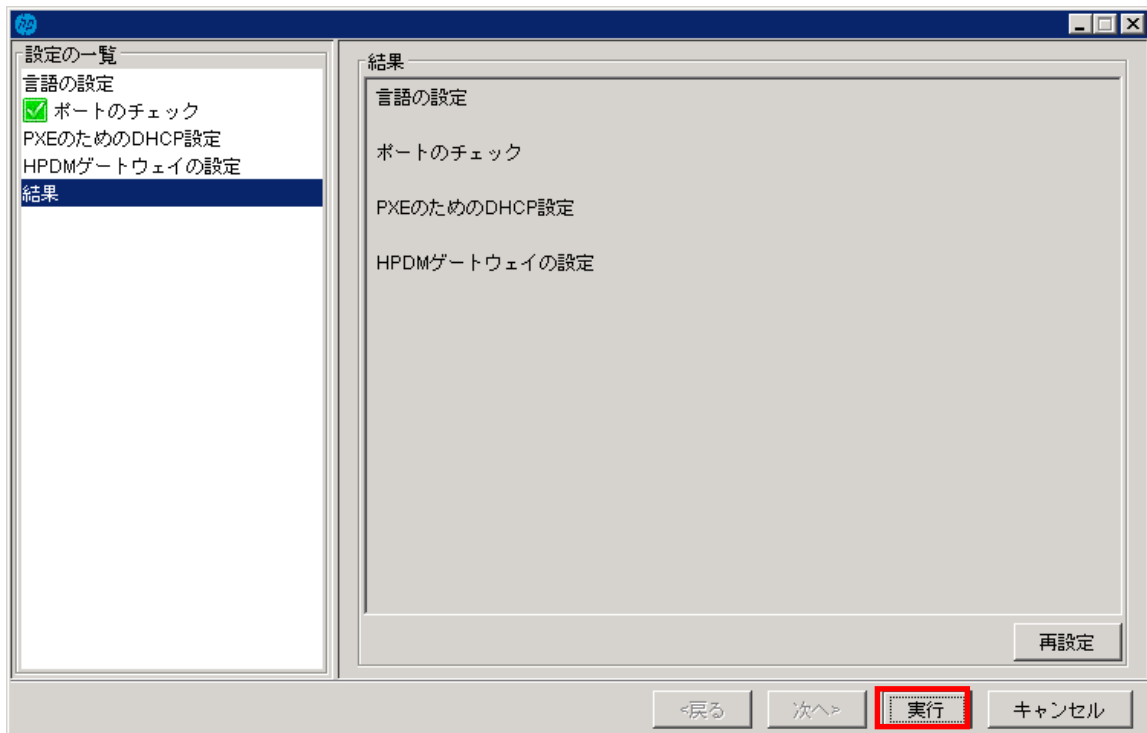 hp
設定の一覧
言語の設定
ポートのチェック
PXEのためのDHCP設定
HPDMゲートウェイの設定
結果
結果
言語の設定
ポートのチェック
PXEのためのDHCP設定
HPDMゲートウェイの設定
再設定
<戻る
次へ>
実行
キャンセル